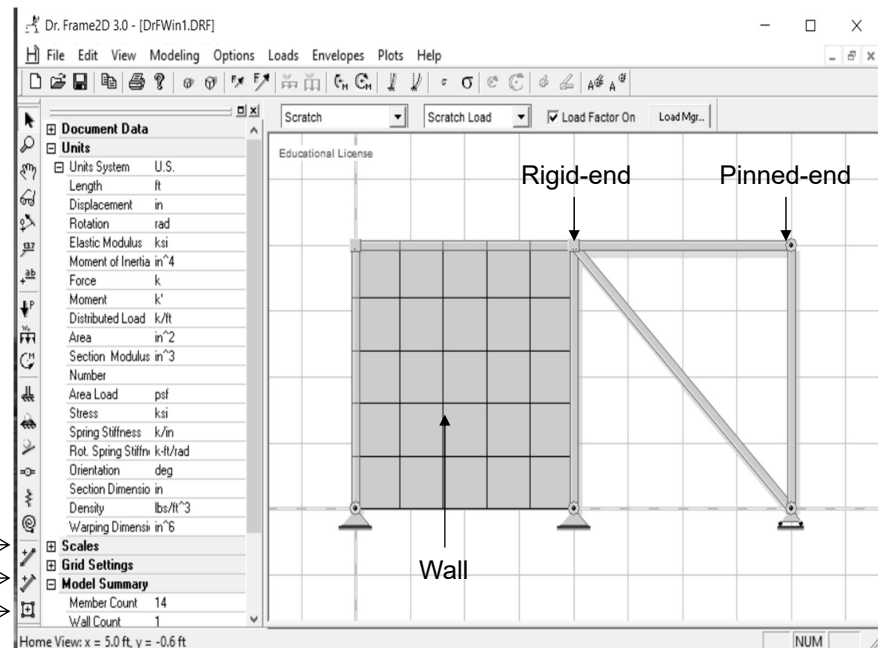 Dr. Frame2D 3.0 - [DrFWin1.DRF]
File Edit View Modeling Options Loads Envelopes Plots Help
Scratch Scratch Load Load Factor On Load Mgr...
Document Data
Units
Units System U.S.
Length ft
Displacement in
Rotation rad
Elastic Modulus ksi
Moment of Inertia in^4
Force k
Moment k'
Distributed Load k/ft
Area in^2
Section Modulus in^3
Number
Area Load psf
Stress ksi
Spring Stiffness k/in
Rot. Spring Stiffn k-ft/rad
Orientation deg
Section Dimensio in
Density lbs/ft^3
Warping Dimensi in^6
Scales
Grid Settings
Model Summary
Member Count 14
Wall Count 1
Educational License
Rigid-end Pinned-end
Wall
Home View: x = 5.0 ft, y = -0.6 ft NUM